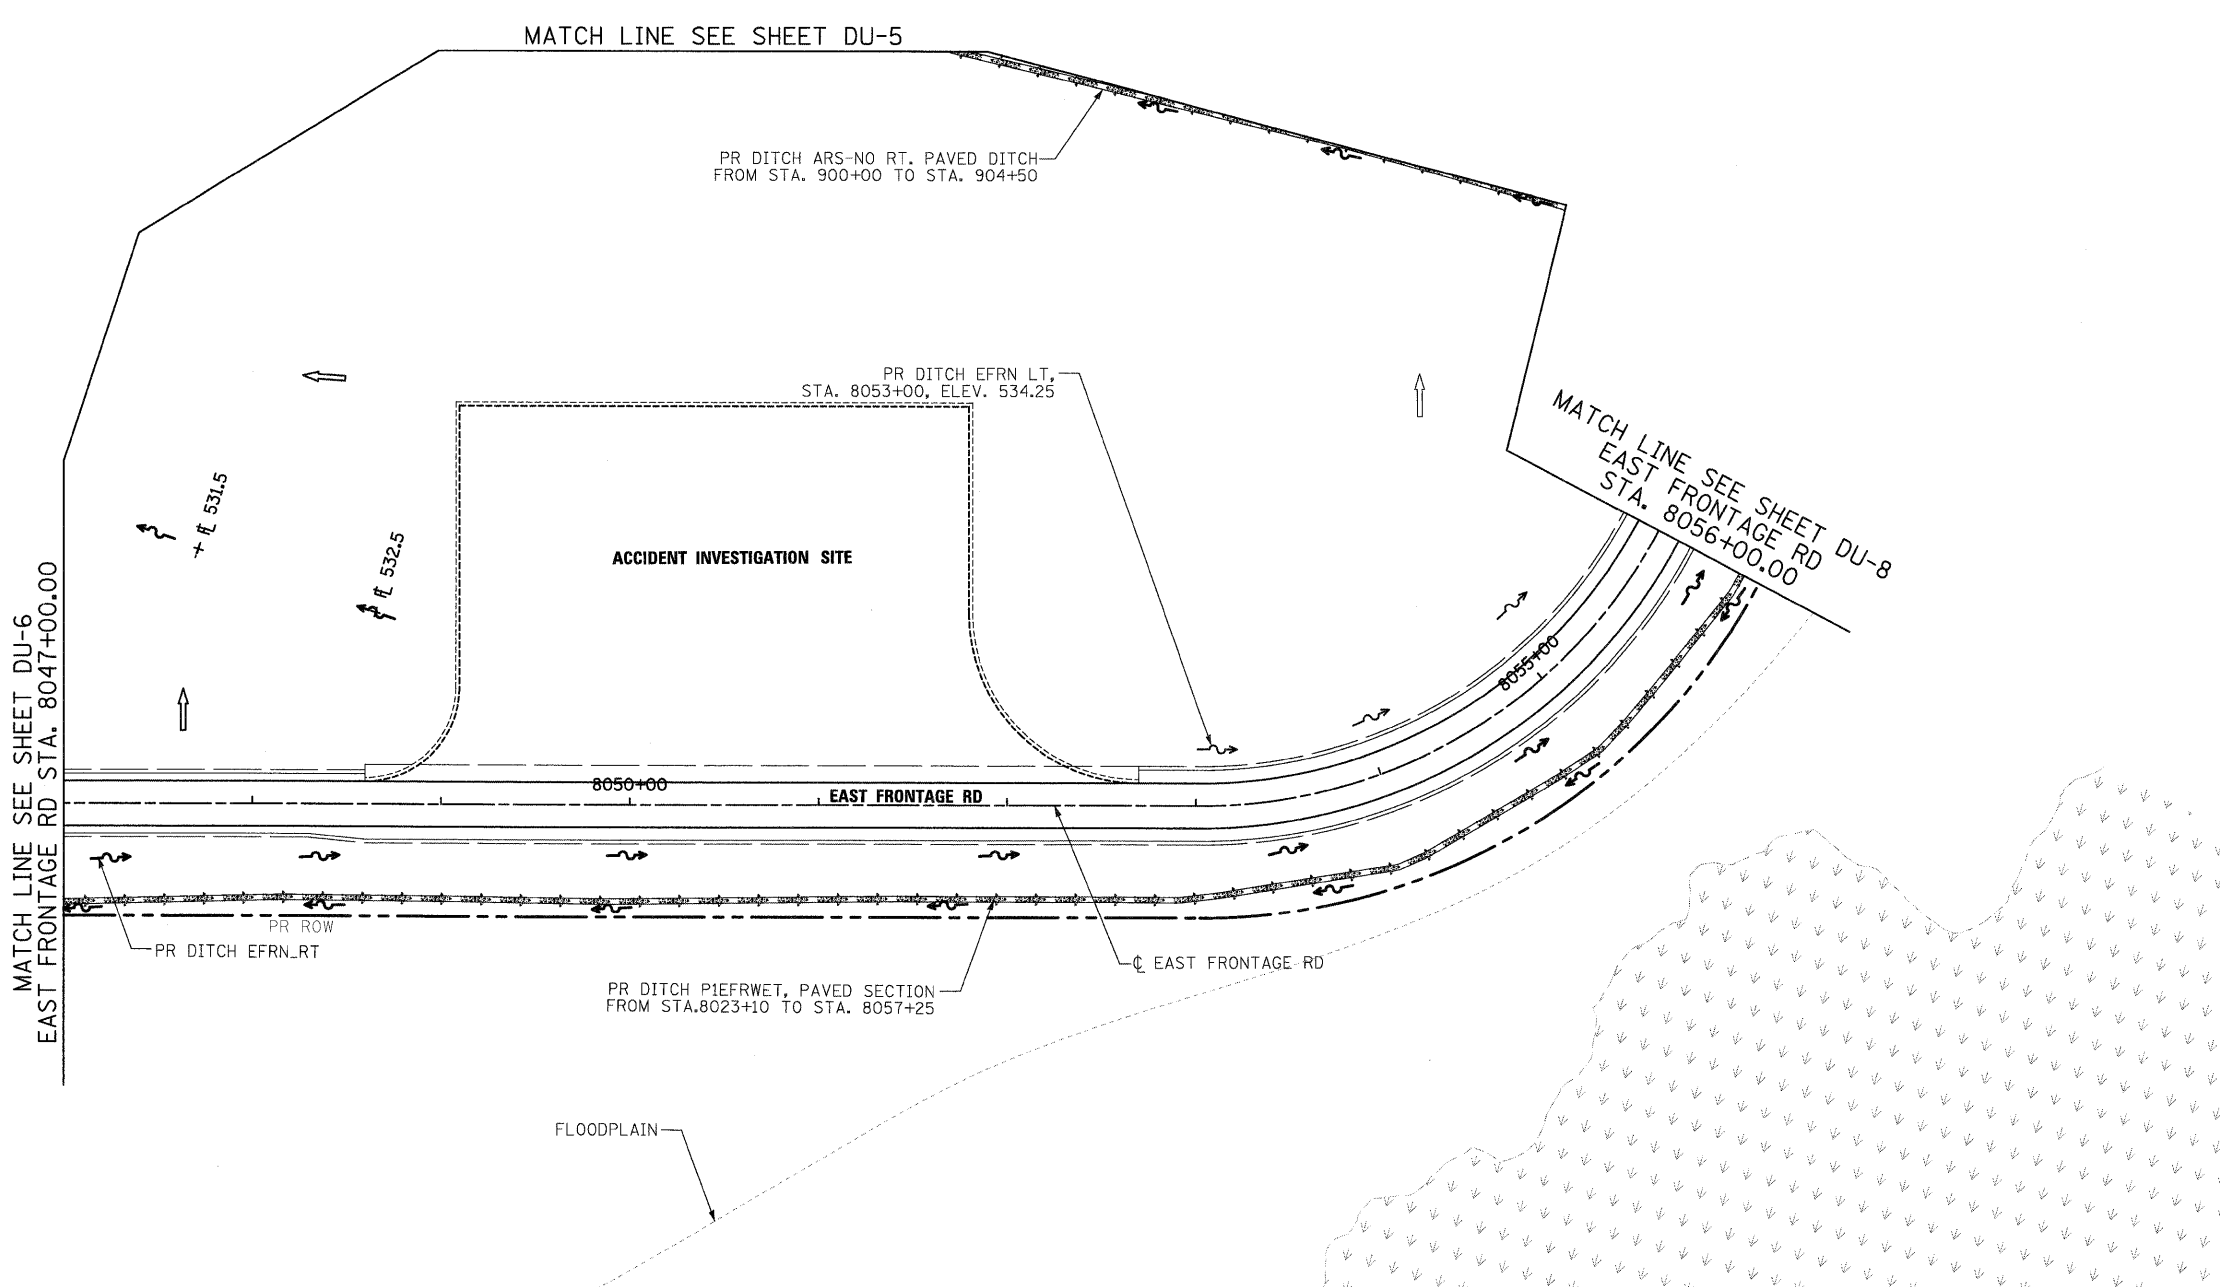 MATCH LINE SEE SHEET DU-5
PR DITCH ARS-NO RT. PAVED DITCH
FROM STA. 900+00 TO STA. 904+50
PR DITCH EFRN LT,
STA. 8053+00, ELEV. 534.25
MATCH LINE SEE SHEET DU-8
EAST FRONTAGE RD
STA. 8056+00.00
+ ℄ 531.5
℄ 532.5
ACCIDENT INVESTIGATION SITE
MATCH LINE SEE SHEET DU-6
EAST FRONTAGE RD STA. 8047+00.00
8055+00
8050+00
EAST FRONTAGE RD
PR ROW
PR DITCH EFRN_RT
℄ EAST FRONTAGE RD
PR DITCH P1EFRWET, PAVED SECTION
FROM STA.8023+10 TO STA. 8057+25
FLOODPLAIN